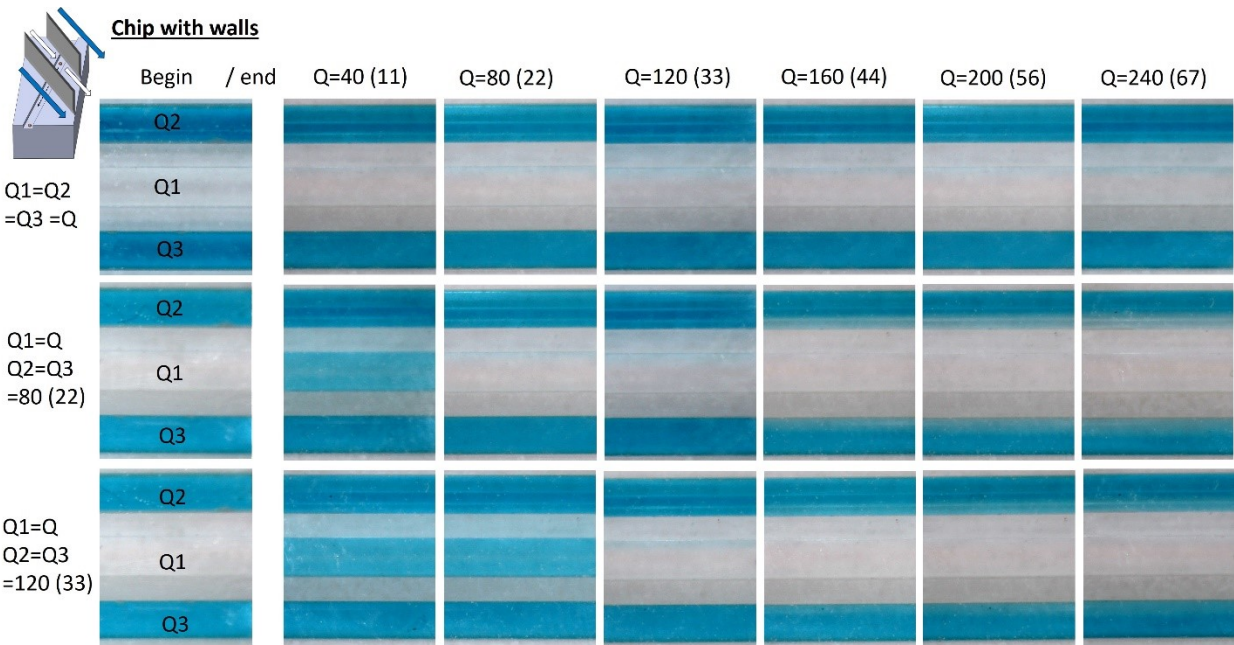 Chip with walls
Begin / end Q=40 (11) Q=80 (22) Q=120 (33) Q=160 (44) Q=200 (56) Q=240 (67)
Q1=Q2
=Q3 =Q
Q2
Q1
Q3
Q1=Q
Q2=Q3
=80 (22)
Q2
Q1
Q3
Q1=Q
Q2=Q3
=120 (33)
Q2
Q1
Q3